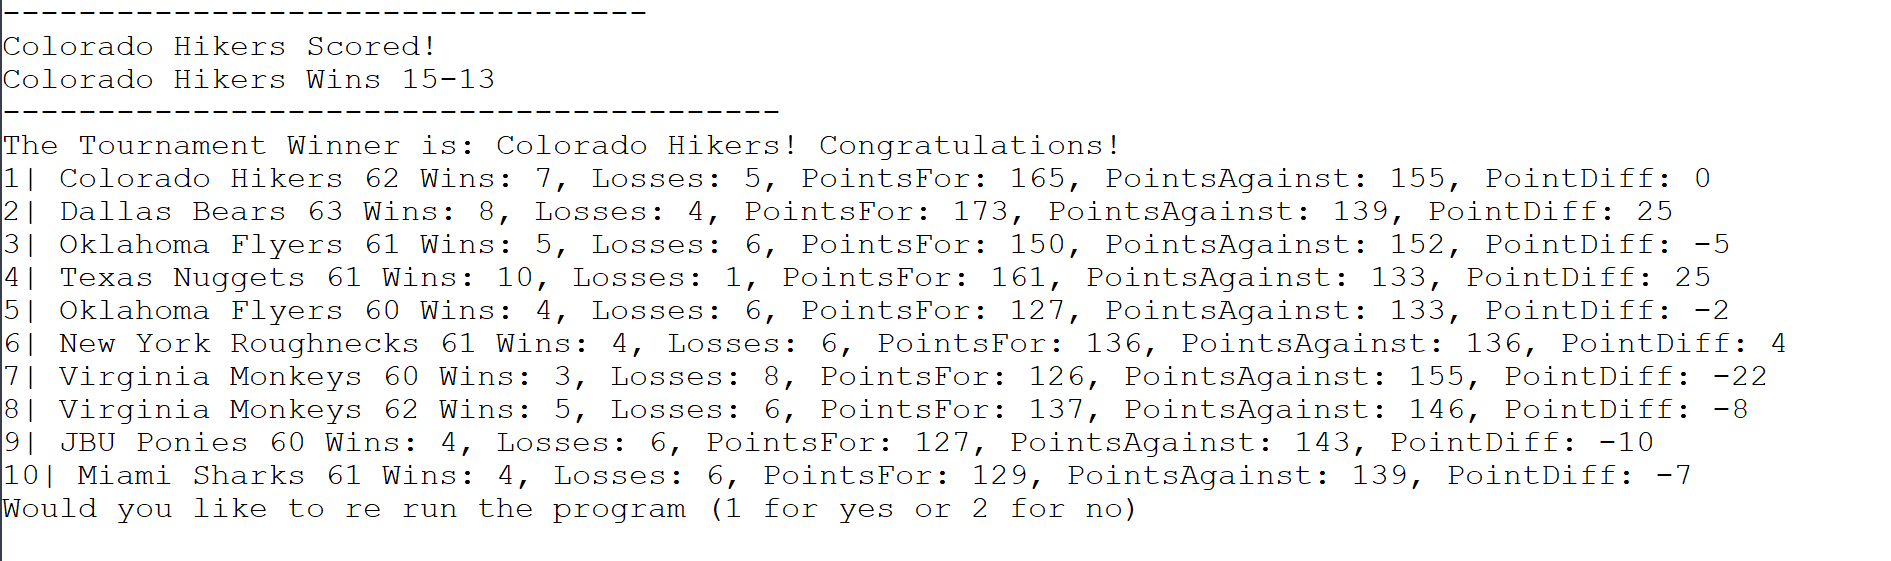 ----------------------------------
Colorado Hikers Scored!
Colorado Hikers Wins 15-13
-----------------------------------------
The Tournament Winner is: Colorado Hikers! Congratulations!
1| Colorado Hikers 62 Wins: 7, Losses: 5, PointsFor: 165, PointsAgainst: 155, PointDiff: 0
2| Dallas Bears 63 Wins: 8, Losses: 4, PointsFor: 173, PointsAgainst: 139, PointDiff: 25
3| Oklahoma Flyers 61 Wins: 5, Losses: 6, PointsFor: 150, PointsAgainst: 152, PointDiff: -5
4| Texas Nuggets 61 Wins: 10, Losses: 1, PointsFor: 161, PointsAgainst: 133, PointDiff: 25
5| Oklahoma Flyers 60 Wins: 4, Losses: 6, PointsFor: 127, PointsAgainst: 133, PointDiff: -2
6| New York Roughnecks 61 Wins: 4, Losses: 6, PointsFor: 136, PointsAgainst: 136, PointDiff: 4
7| Virginia Monkeys 60 Wins: 3, Losses: 8, PointsFor: 126, PointsAgainst: 155, PointDiff: -22
8| Virginia Monkeys 62 Wins: 5, Losses: 6, PointsFor: 137, PointsAgainst: 146, PointDiff: -8
9| JBU Ponies 60 Wins: 4, Losses: 6, PointsFor: 127, PointsAgainst: 143, PointDiff: -10
10| Miami Sharks 61 Wins: 4, Losses: 6, PointsFor: 129, PointsAgainst: 139, PointDiff: -7
Would you like to re run the program (1 for yes or 2 for no)